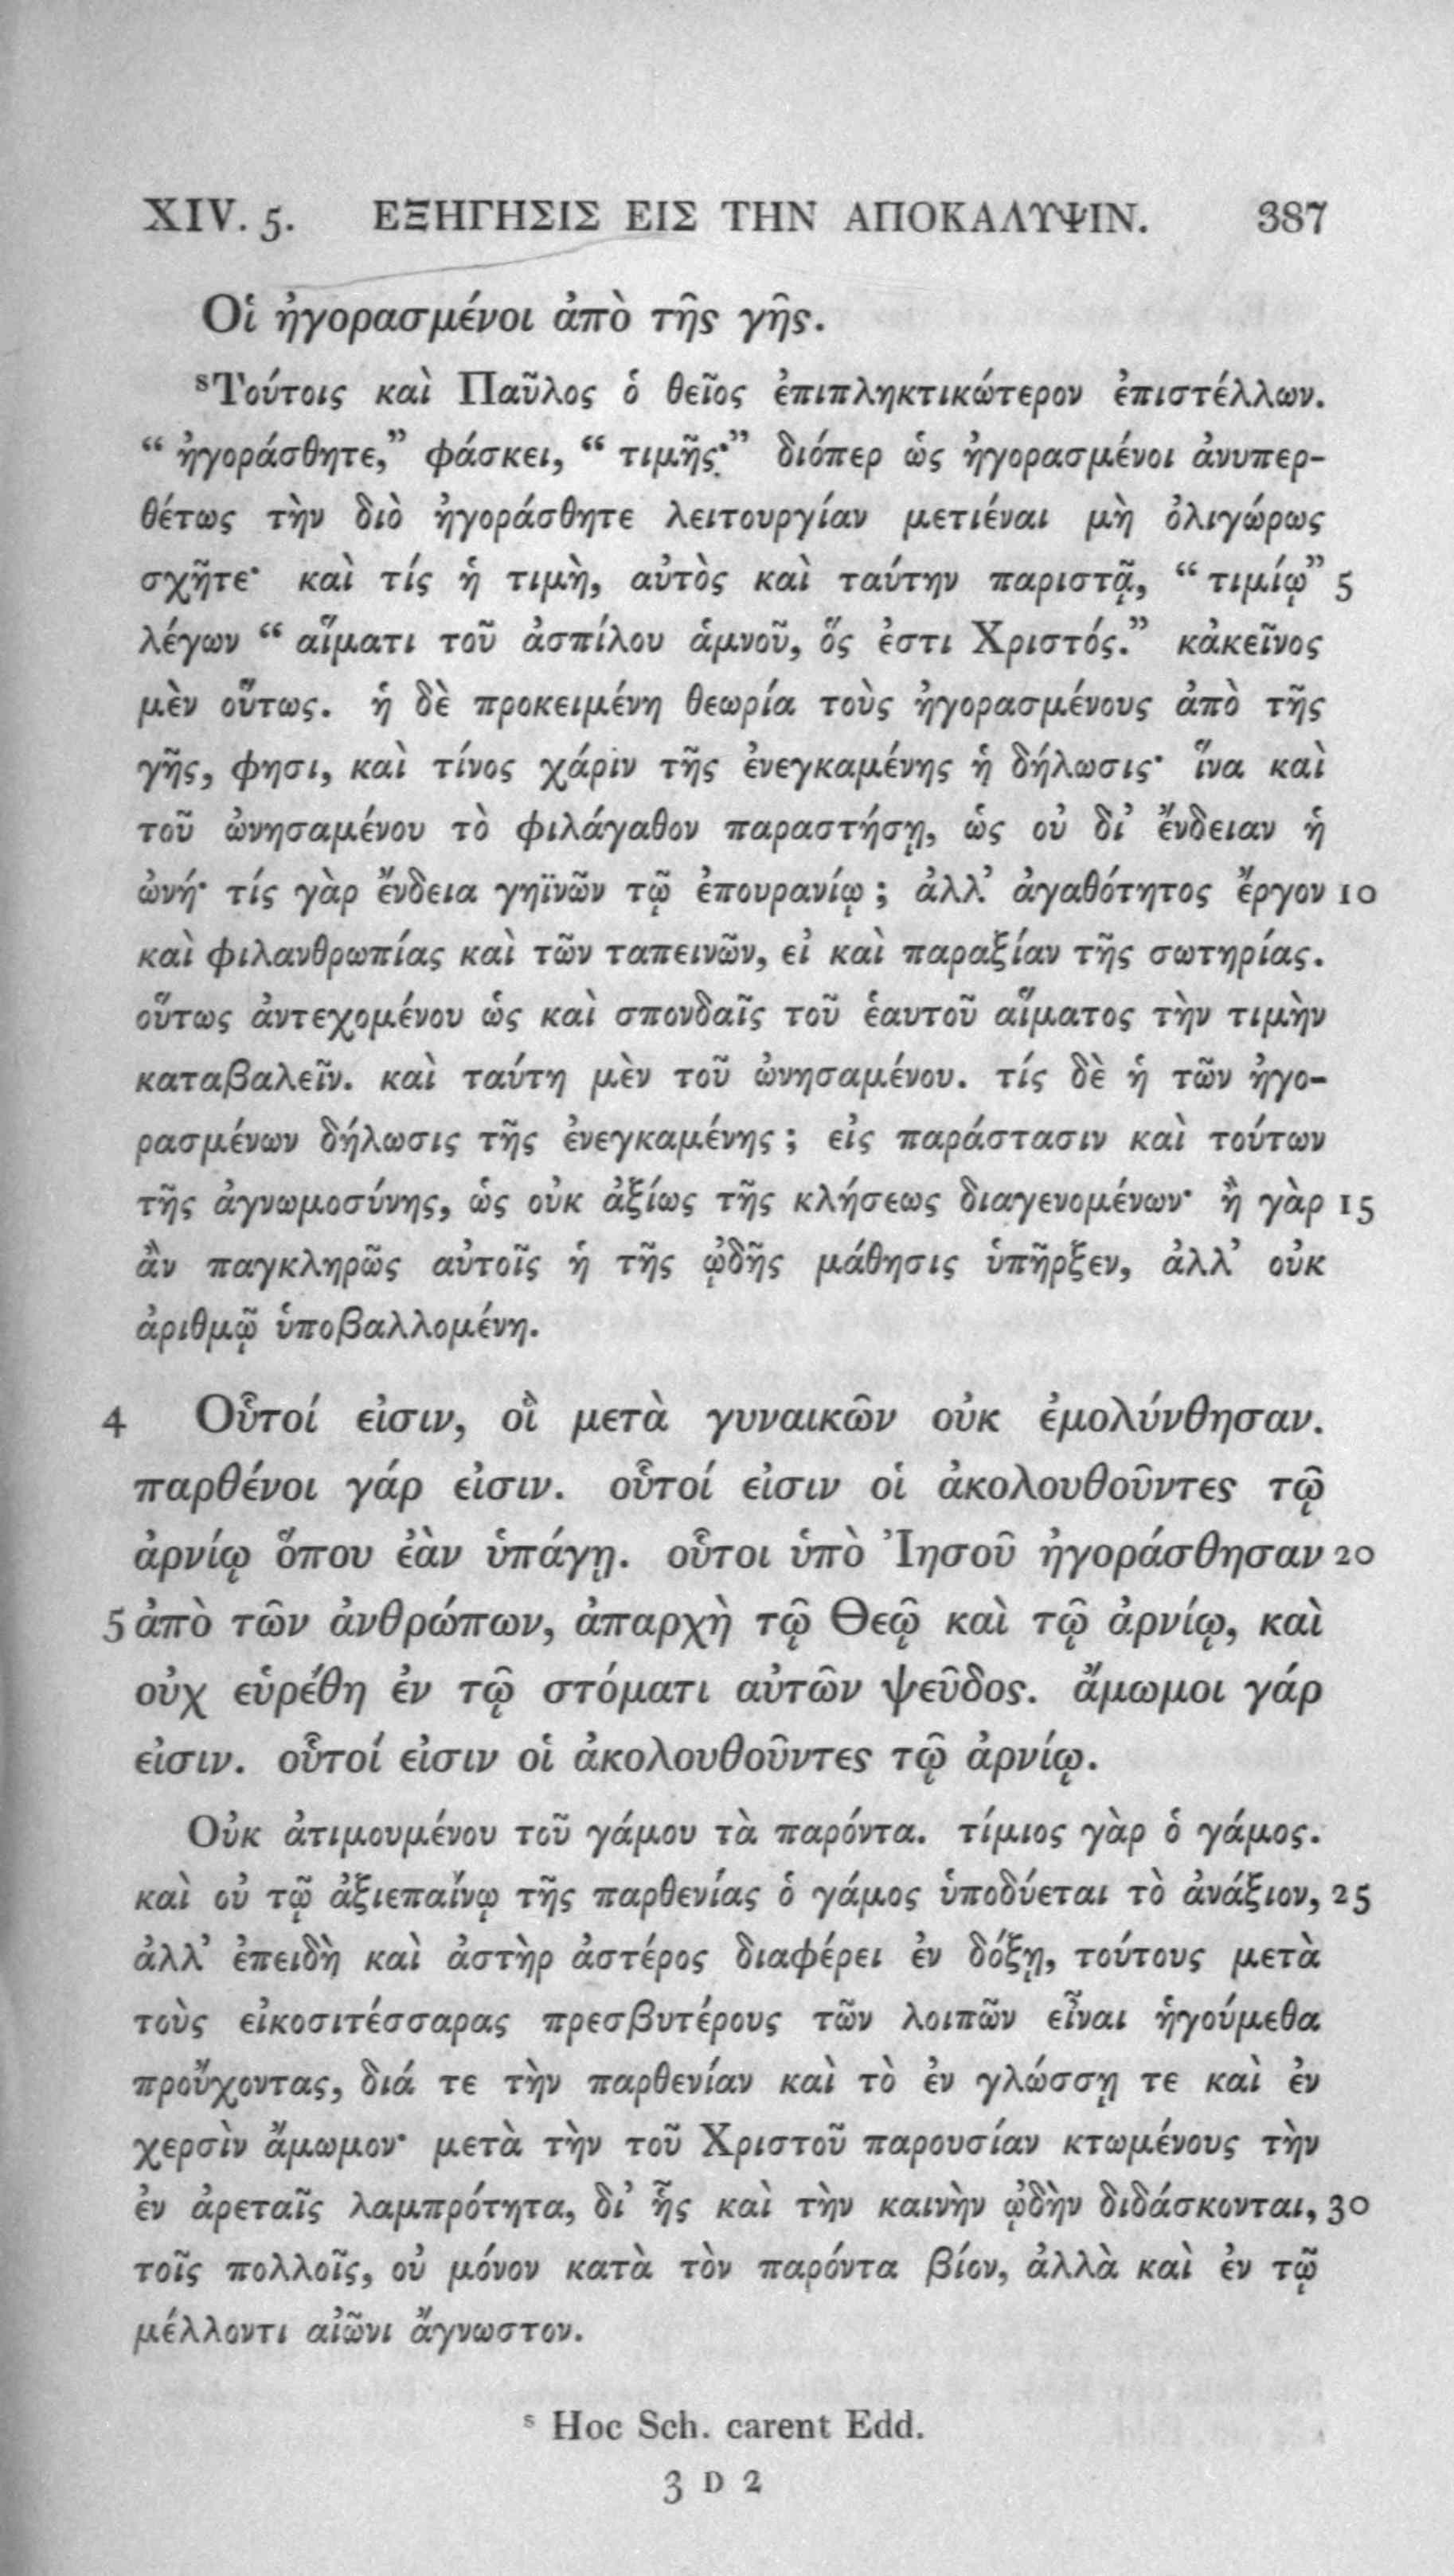 XIV. 5. ΕΞΗΓΗΣΙΣ ΕΙΣ ΤΗΝ ΑΠΟΚΑΛΥΨΙΝ. 387
Οἱ ἠγορασμένοι ἀπὸ τῆς γῆς.
ˢΤούτοις καὶ Παῦλος ὁ θεῖος ἐπιπληκτικώτερον ἐπιστέλλων.
“ ἠγοράσθητε,” φάσκει, “ τιμῆς·” διόπερ ὡς ἠγορασμένοι ἀνυπερ-
θέτως τὴν διὸ ἠγοράσθητε λειτουργίαν μετιέναι μὴ ὀλιγώρως
σχῆτε· καὶ τίς ἡ τιμὴ, αὐτὸς καὶ ταύτην παριστᾷ, “ τιμίῳ” 5
λέγων “ αἵματι τοῦ ἀσπίλου ἀμνοῦ, ὅς ἐστι Χριστός.” κἀκεῖνος
μὲν οὕτως. ἡ δὲ προκειμένη θεωρία τοὺς ἠγορασμένους ἀπὸ τῆς
γῆς, φησι, καὶ τίνος χάριν τῆς ἐνεγκαμένης ἡ δήλωσις· ἵνα καὶ
τοῦ ὠνησαμένου τὸ φιλάγαθον παραστήσῃ, ὡς οὐ δι’ ἔνδειαν ἡ
ὠνή· τίς γὰρ ἔνδεια γηϊνῶν τῷ ἐπουρανίῳ ; ἀλλ’ ἀγαθότητος ἔργον 10
καὶ φιλανθρωπίας καὶ τῶν ταπεινῶν, εἰ καὶ παραξίαν τῆς σωτηρίας.
οὕτως ἀντεχομένου ὡς καὶ σπονδαῖς τοῦ ἑαυτοῦ αἵματος τὴν τιμὴν
καταβαλεῖν. καὶ ταύτη μὲν τοῦ ὠνησαμένου. τίς δὲ ἡ τῶν ἠγο-
ρασμένων δήλωσις τῆς ἐνεγκαμένης ; εἰς παράστασιν καὶ τούτων
τῆς ἀγνωμοσύνης, ὡς οὐκ ἀξίως τῆς κλήσεως διαγενομένων· ἢ γὰρ 15
ἂν παγκληρῶς αὐτοῖς ἡ τῆς ᾠδῆς μάθησις ὑπῆρξεν, ἀλλ’ οὐκ
ἀριθμῷ ὑποβαλλομένη.
4 Οὗτοί εἰσιν, οἳ μετὰ γυναικῶν οὐκ ἐμολύνθησαν.
παρθένοι γάρ εἰσιν. οὗτοί εἰσιν οἱ ἀκολουθοῦντες τῷ
ἀρνίῳ ὅπου ἐὰν ὑπάγῃ. οὗτοι ὑπὸ Ἰησοῦ ἠγοράσθησαν 20
5 ἀπὸ τῶν ἀνθρώπων, ἀπαρχὴ τῷ Θεῷ καὶ τῷ ἀρνίῳ, καὶ
οὐχ εὑρέθη ἐν τῷ στόματι αὐτῶν ψεῦδος. ἄμωμοι γάρ
εἰσιν. οὗτοί εἰσιν οἱ ἀκολουθοῦντες τῷ ἀρνίῳ.
Οὐκ ἀτιμουμένου τοῦ γάμου τὰ παρόντα. τίμιος γὰρ ὁ γάμος.
καὶ οὐ τῷ ἀξιεπαίνῳ τῆς παρθενίας ὁ γάμος ὑποδύεται τὸ ἀνάξιον, 25
ἀλλ’ ἐπειδὴ καὶ ἀστὴρ ἀστέρος διαφέρει ἐν δόξῃ, τούτους μετὰ
τοὺς εἰκοσιτέσσαρας πρεσβυτέρους τῶν λοιπῶν εἶναι ἡγούμεθα
προὔχοντας, διά τε τὴν παρθενίαν καὶ τὸ ἐν γλώσσῃ τε καὶ ἐν
χερσὶν ἄμωμον· μετὰ τὴν τοῦ Χριστοῦ παρουσίαν κτωμένους τὴν
ἐν ἀρεταῖς λαμπρότητα, δι’ ἧς καὶ τὴν καινὴν ᾠδὴν διδάσκονται, 30
τοῖς πολλοῖς, οὐ μόνον κατὰ τὸν παρόντα βίον, ἀλλὰ καὶ ἐν τῷ
μέλλοντι αἰῶνι ἄγνωστον.
ˢ Hoc Sch. carent Edd.
3 D 2